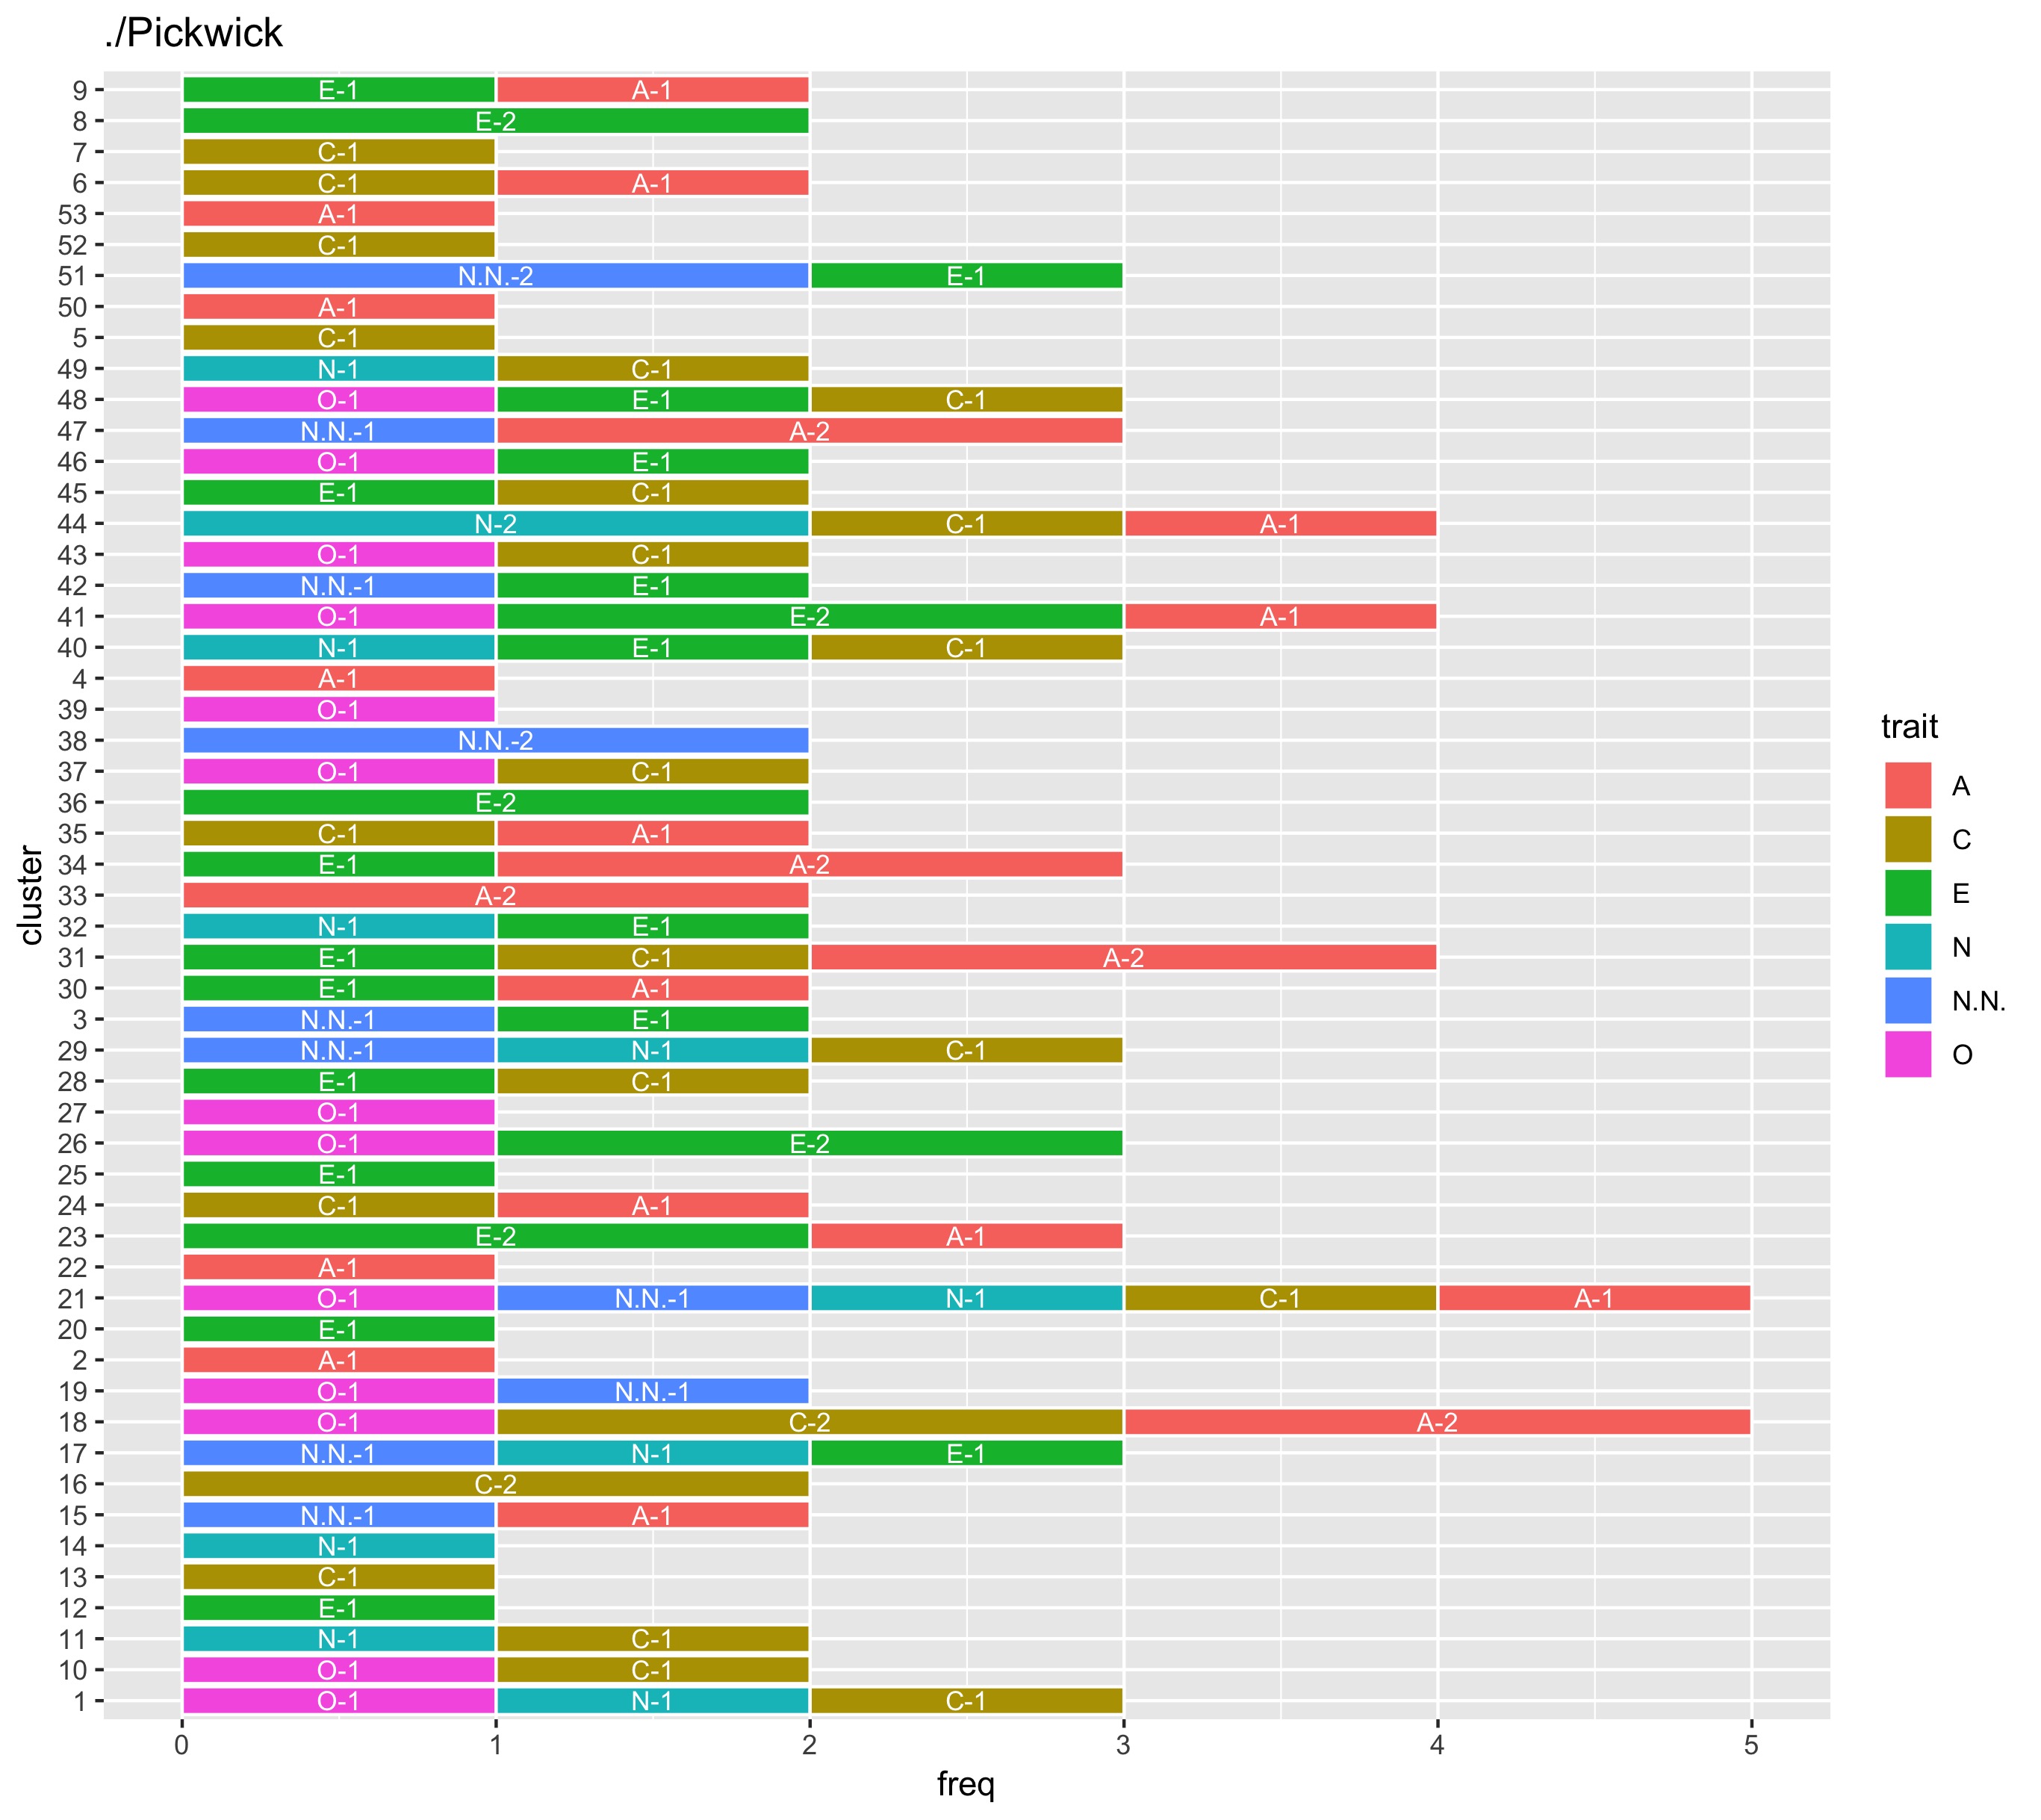 ./Pickwick
9 E-1 A-1
8 E-2
7 C-1
6 C-1 A-1
53 A-1
52 C-1
51 N.N.-2 E-1
50 A-1
5 C-1
49 N-1 C-1
48 O-1 E-1 C-1
47 N.N.-1 A-2
46 O-1 E-1
45 E-1 C-1
44 N-2 C-1 A-1
43 O-1 C-1
42 N.N.-1 E-1
41 O-1 E-2 A-1
40 N-1 E-1 C-1
4 A-1
39 O-1
38 N.N.-2
37 O-1 C-1
36 E-2
35 C-1 A-1
34 E-1 A-2
33 A-2
32 N-1 E-1
31 E-1 C-1 A-2
30 E-1 A-1
3 N.N.-1 E-1
29 N.N.-1 N-1 C-1
28 E-1 C-1
27 O-1
26 O-1 E-2
25 E-1
24 C-1 A-1
23 E-2 A-1
22 A-1
21 O-1 N.N.-1 N-1 C-1 A-1
20 E-1
2 A-1
19 O-1 N.N.-1
18 O-1 C-2 A-2
17 N.N.-1 N-1 E-1
16 C-2
15 N.N.-1 A-1
14 N-1
13 C-1
12 E-1
11 N-1 C-1
10 O-1 C-1
1 O-1 N-1 C-1
0 1 2 3 4 5
freq
cluster
trait
A
C
E
N
N.N.
O